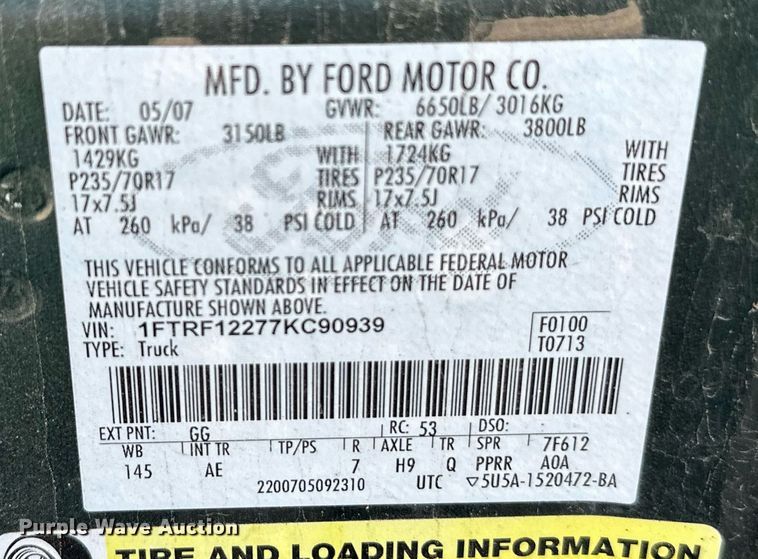 MFD. BY FORD MOTOR CO.
DATE: 05/07 GVWR: 6650LB/ 3016KG
FRONT GAWR: 3150LB REAR GAWR: 3800LB
1429KG WITH 1724KG WITH
P235/70R17 TIRES P235/70R17 TIRES
17x7.5J RIMS 17x7.5J RIMS
AT 260 kPa/ 38 PSI COLD AT 260 kPa/ 38 PSI COLD
THIS VEHICLE CONFORMS TO ALL APPLICABLE FEDERAL MOTOR
VEHICLE SAFETY STANDARDS IN EFFECT ON THE DATE OF
MANUFACTURE SHOWN ABOVE.
VIN: 1FTRF12277KC90939 F0100
TYPE: Truck T0713
EXT PNT: GG RC: 53 DSO:
WB INT TR TP/PS R AXLE TR SPR 7F612
145 AE 7 H9 Q PPRR A0A
2200705092310 UTC ▽5U5A-1520472-BA
Purple Wave Auction
TIRE AND LOADING INFORMATION